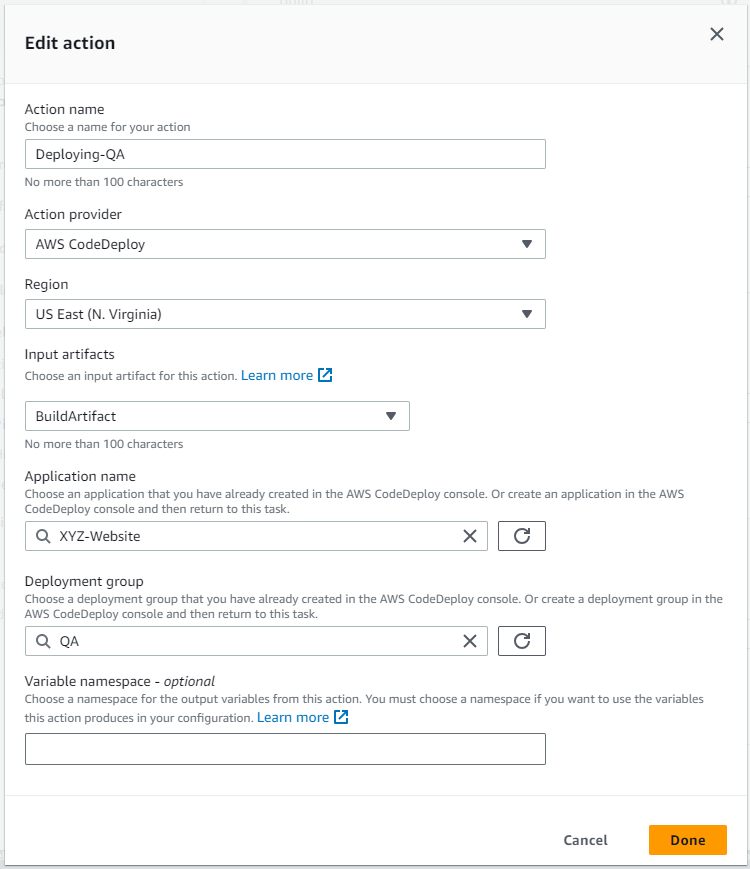 Edit action
Action name
Choose a name for your action
Deploying-QA
No more than 100 characters
Action provider
AWS CodeDeploy
Region
US East (N. Virginia)
Input artifacts
Choose an input artifact for this action. Learn more
BuildArtifact
No more than 100 characters
Application name
Choose an application that you have already created in the AWS CodeDeploy console. Or create an application in the AWS
CodeDeploy console and then return to this task.
XYZ-Website
Deployment group
Choose a deployment group that you have already created in the AWS CodeDeploy console. Or create a deployment group in the
AWS CodeDeploy console and then return to this task.
QA
Variable namespace - optional
Choose a namespace for the output variables from this action. You must choose a namespace if you want to use the variables
this action produces in your configuration. Learn more
Cancel
Done